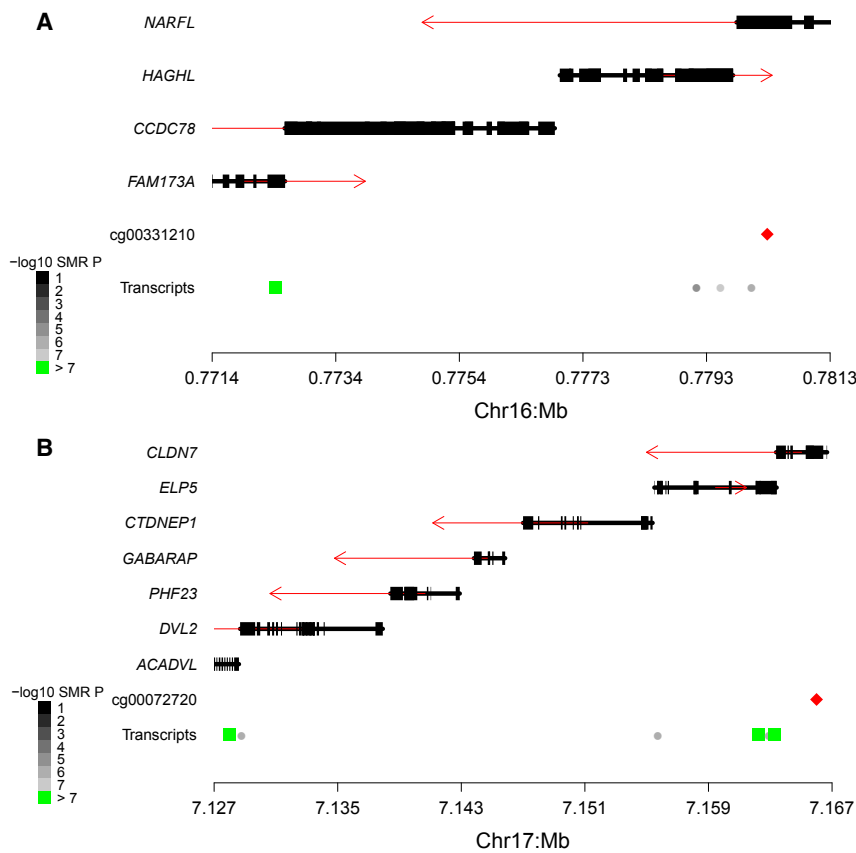 A
NARFL
HAGHL
CCDC78
FAM173A
cg00331210
−log10 SMR P
1
2
3
4
5
6
7
> 7
Transcripts
0.7714 0.7734 0.7754 0.7773 0.7793 0.7813
Chr16:Mb
B
CLDN7
ELP5
CTDNEP1
GABARAP
PHF23
DVL2
ACADVL
cg00072720
−log10 SMR P
1
2
3
4
5
6
7
> 7
Transcripts
7.127 7.135 7.143 7.151 7.159 7.167
Chr17:Mb